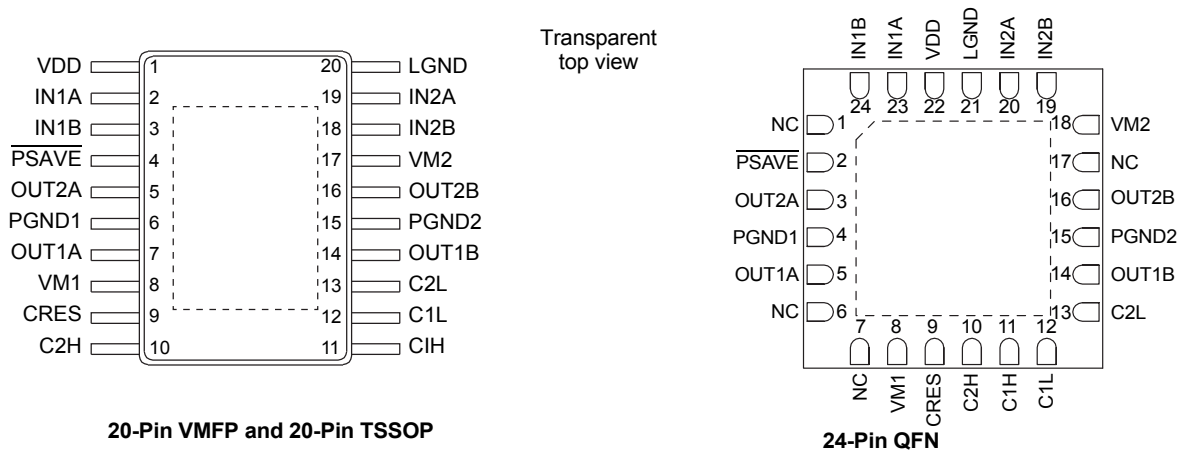 Transparent
top view
VDD 1 20 LGND
IN1A 2 19 IN2A
IN1B 3 18 IN2B
PSAVE 4 17 VM2
OUT2A 5 16 OUT2B
PGND1 6 15 PGND2
OUT1A 7 14 OUT1B
VM1 8 13 C2L
CRES 9 12 C1L
C2H 10 11 CIH
20-Pin VMFP and 20-Pin TSSOP
IN1B IN1A VDD LGND IN2A IN2B
24 23 22 21 20 19
NC 1 18 VM2
PSAVE 2 17 NC
OUT2A 3 16 OUT2B
PGND1 4 15 PGND2
OUT1A 5 14 OUT1B
NC 6 13 C2L
7 8 9 10 11 12
NC VM1 CRES C2H C1H C1L
24-Pin QFN